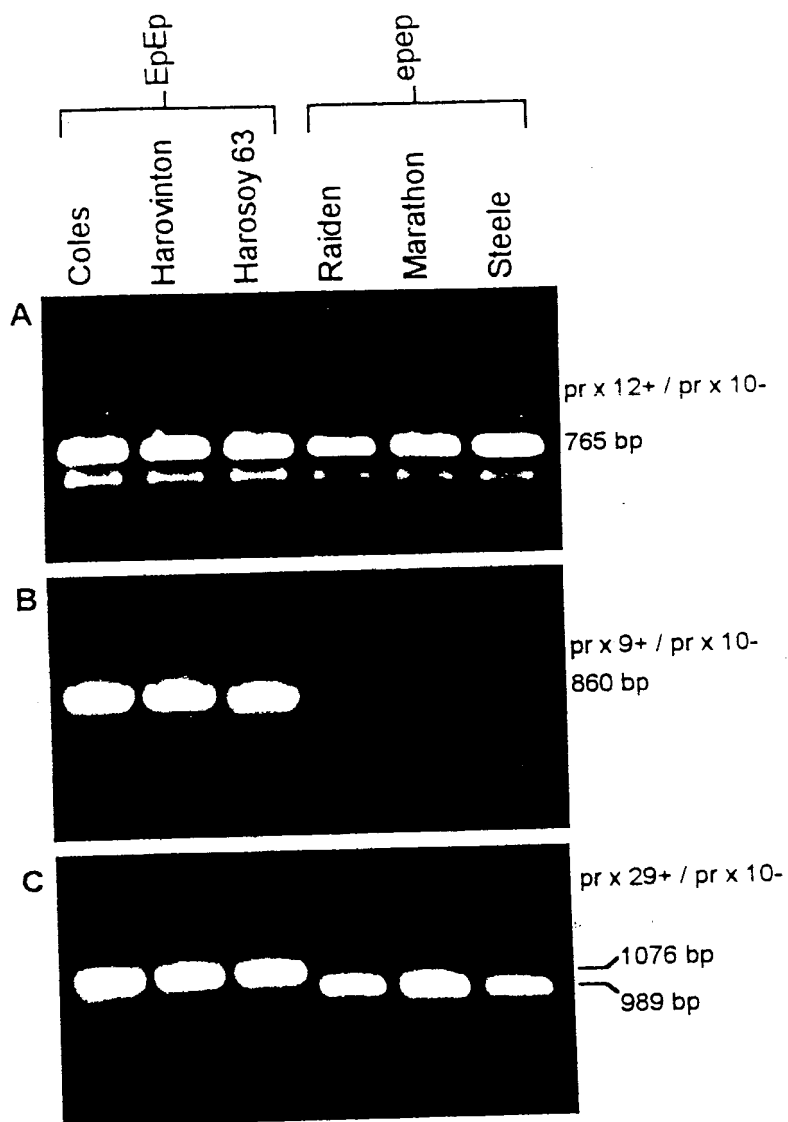 EpEp
epep
Coles
Harovinton
Harosoy 63
Raiden
Marathon
Steele
A
pr x 12+ / pr x 10-
765 bp
B
pr x 9+ / pr x 10-
860 bp
C
pr x 29+ / pr x 10-
1076 bp
989 bp